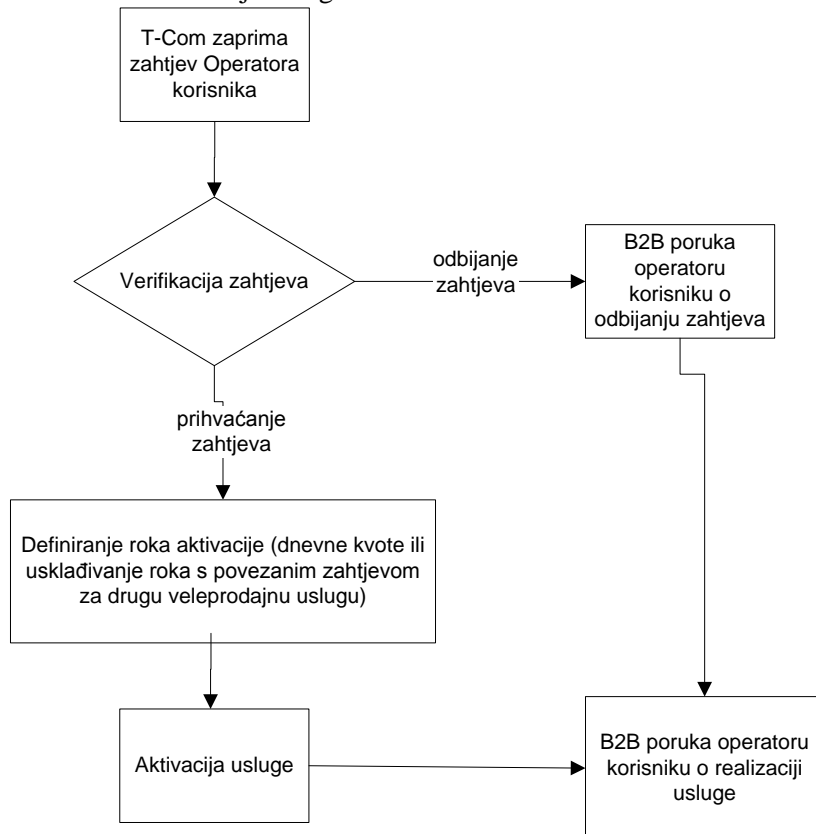 T-Com zaprima
zahtjev Operatora
korisnika
Verifikacija zahtjeva
odbijanje
zahtjeva
B2B poruka
operatoru
korisniku o
odbijanju zahtjeva
prihvaćanje
zahtjeva
Definiranje roka aktivacije (dnevne kvote ili
usklađivanje roka s povezanim zahtjevom
za drugu veleprodajnu uslugu)
Aktivacija usluge
B2B poruka operatoru
korisniku o realizaciji
usluge